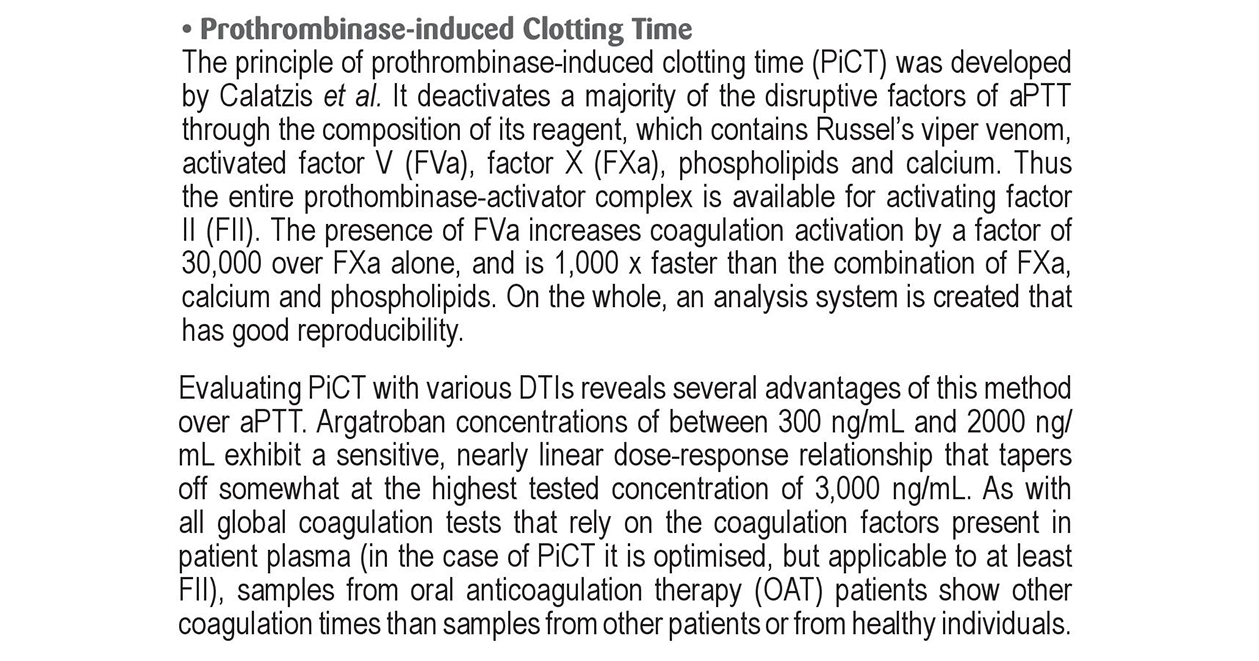 • Prothrombinase-induced Clotting Time
The principle of prothrombinase-induced clotting time (PiCT) was developed
by Calatzis et al. It deactivates a majority of the disruptive factors of aPTT
through the composition of its reagent, which contains Russel’s viper venom,
activated factor V (FVa), factor X (FXa), phospholipids and calcium. Thus
the entire prothombinase-activator complex is available for activating factor
II (FII). The presence of FVa increases coagulation activation by a factor of
30,000 over FXa alone, and is 1,000 x faster than the combination of FXa,
calcium and phospholipids. On the whole, an analysis system is created that
has good reproducibility.
Evaluating PiCT with various DTIs reveals several advantages of this method
over aPTT. Argatroban concentrations of between 300 ng/mL and 2000 ng/
mL exhibit a sensitive, nearly linear dose-response relationship that tapers
off somewhat at the highest tested concentration of 3,000 ng/mL. As with
all global coagulation tests that rely on the coagulation factors present in
patient plasma (in the case of PiCT it is optimised, but applicable to at least
FII), samples from oral anticoagulation therapy (OAT) patients show other
coagulation times than samples from other patients or from healthy individuals.